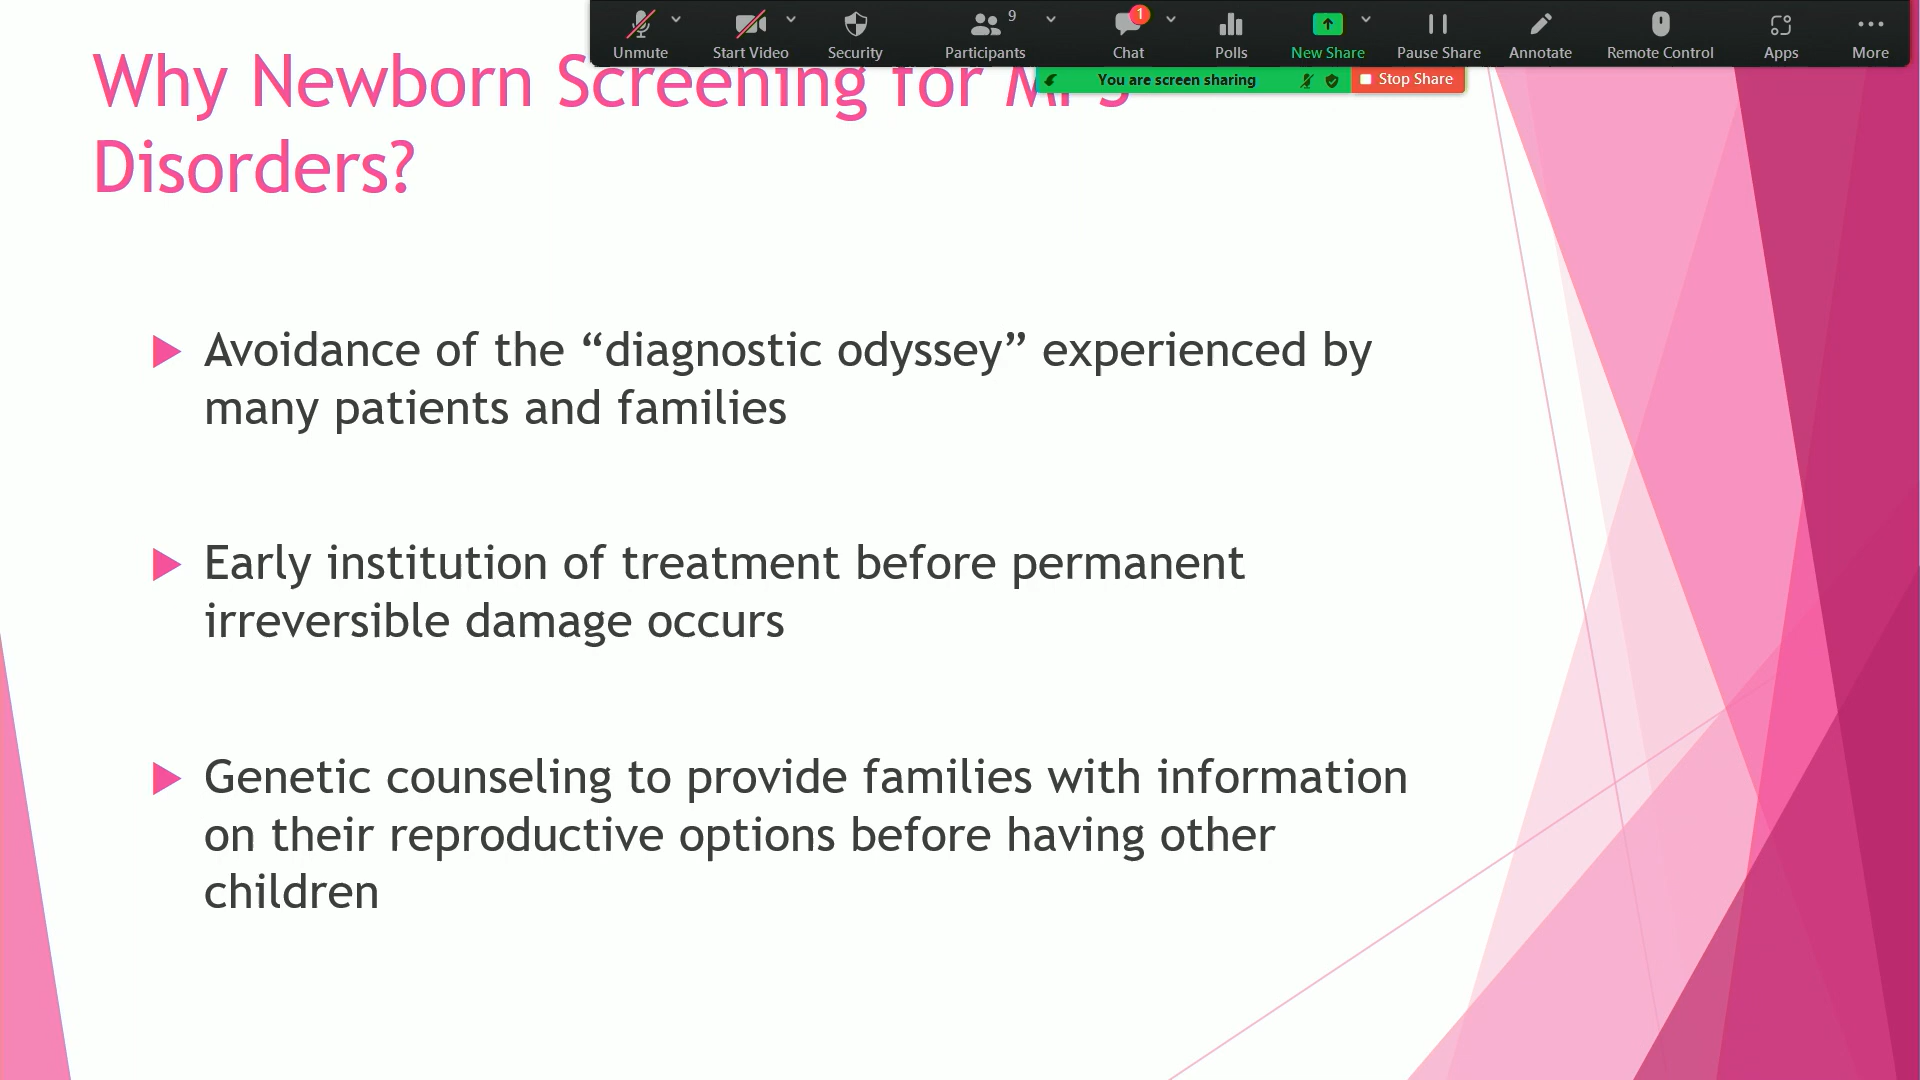 9
1
Unmute Start Video Security Participants Chat Polls New Share Pause Share Annotate Remote Control Apps More
You are screen sharing Stop Share
Why Newborn Screening for MPS
Disorders?
Avoidance of the “diagnostic odyssey” experienced by
many patients and families
Early institution of treatment before permanent
irreversible damage occurs
Genetic counseling to provide families with information
on their reproductive options before having other
children